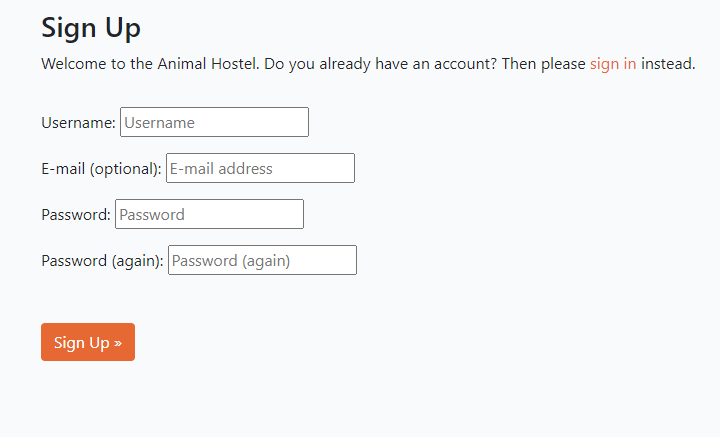 Sign Up
Welcome to the Animal Hostel. Do you already have an account? Then please sign in instead.
Username: Username
E-mail (optional): E-mail address
Password: Password
Password (again): Password (again)
Sign Up »